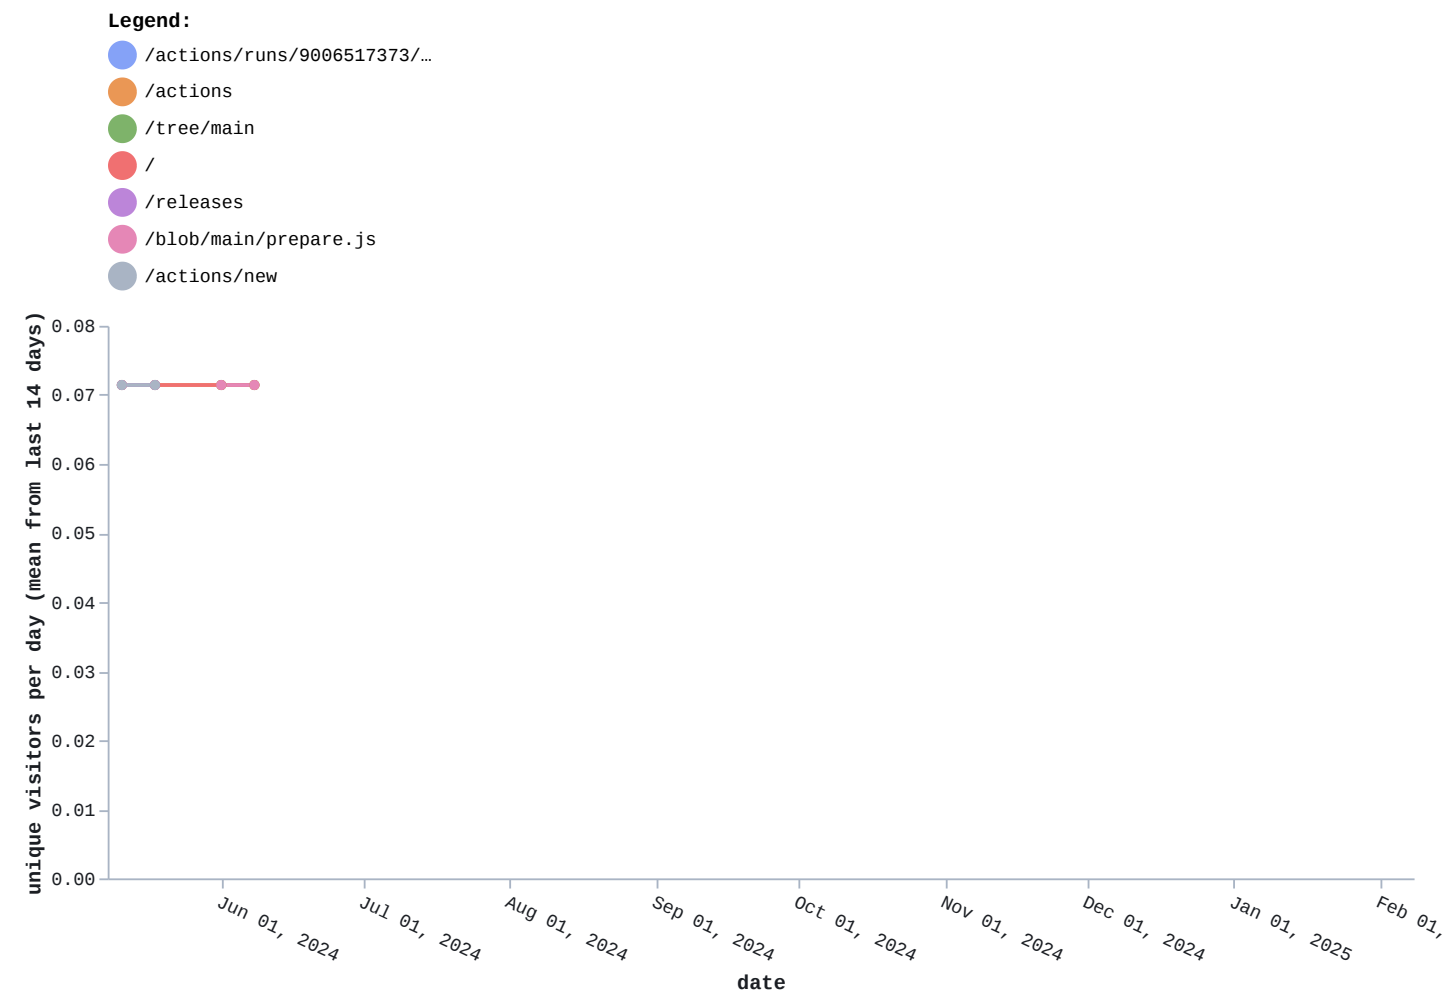 Legend:
/actions/runs/9006517373/…
/actions
/tree/main
/
/releases
/blob/main/prepare.js
/actions/new
unique visitors per day (mean from last 14 days)
0.08
0.07
0.06
0.05
0.04
0.03
0.02
0.01
0.00
Jun 01, 2024
Jul 01, 2024
Aug 01, 2024
Sep 01, 2024
Oct 01, 2024
Nov 01, 2024
Dec 01, 2024
Jan 01, 2025
Feb 01,
date